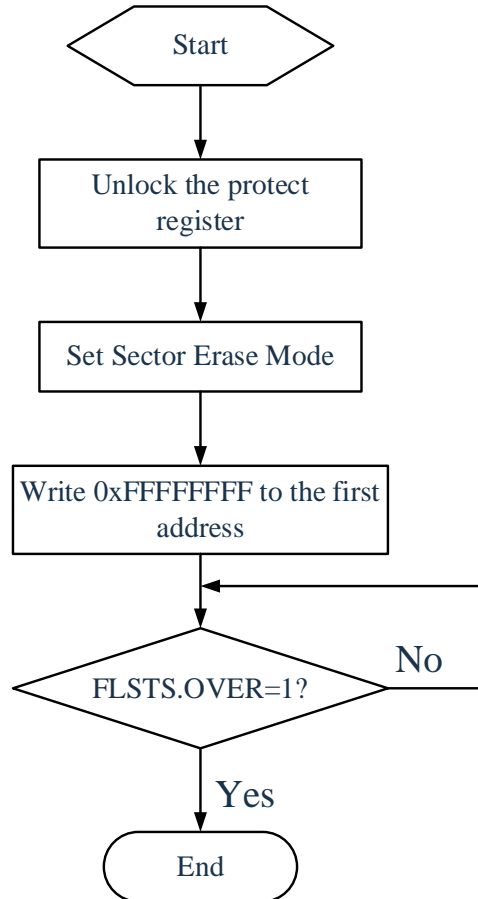 Start
Unlock the protect
register
Set Sector Erase Mode
Write 0xFFFFFFFF to the first
address
FLSTS.OVER=1?
No
Yes
End